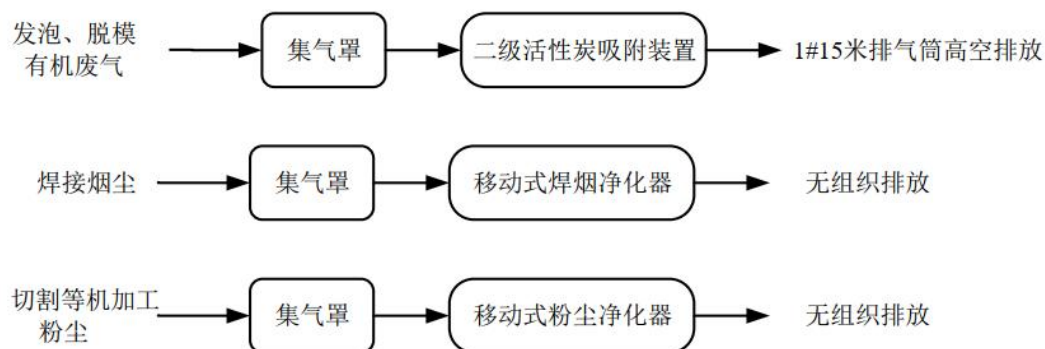 发泡、脱模
有机废气
集气罩
二级活性炭吸附装置
1#15米排气筒高空排放
焊接烟尘
集气罩
移动式焊烟净化器
无组织排放
切割等机加工
粉尘
集气罩
移动式粉尘净化器
无组织排放